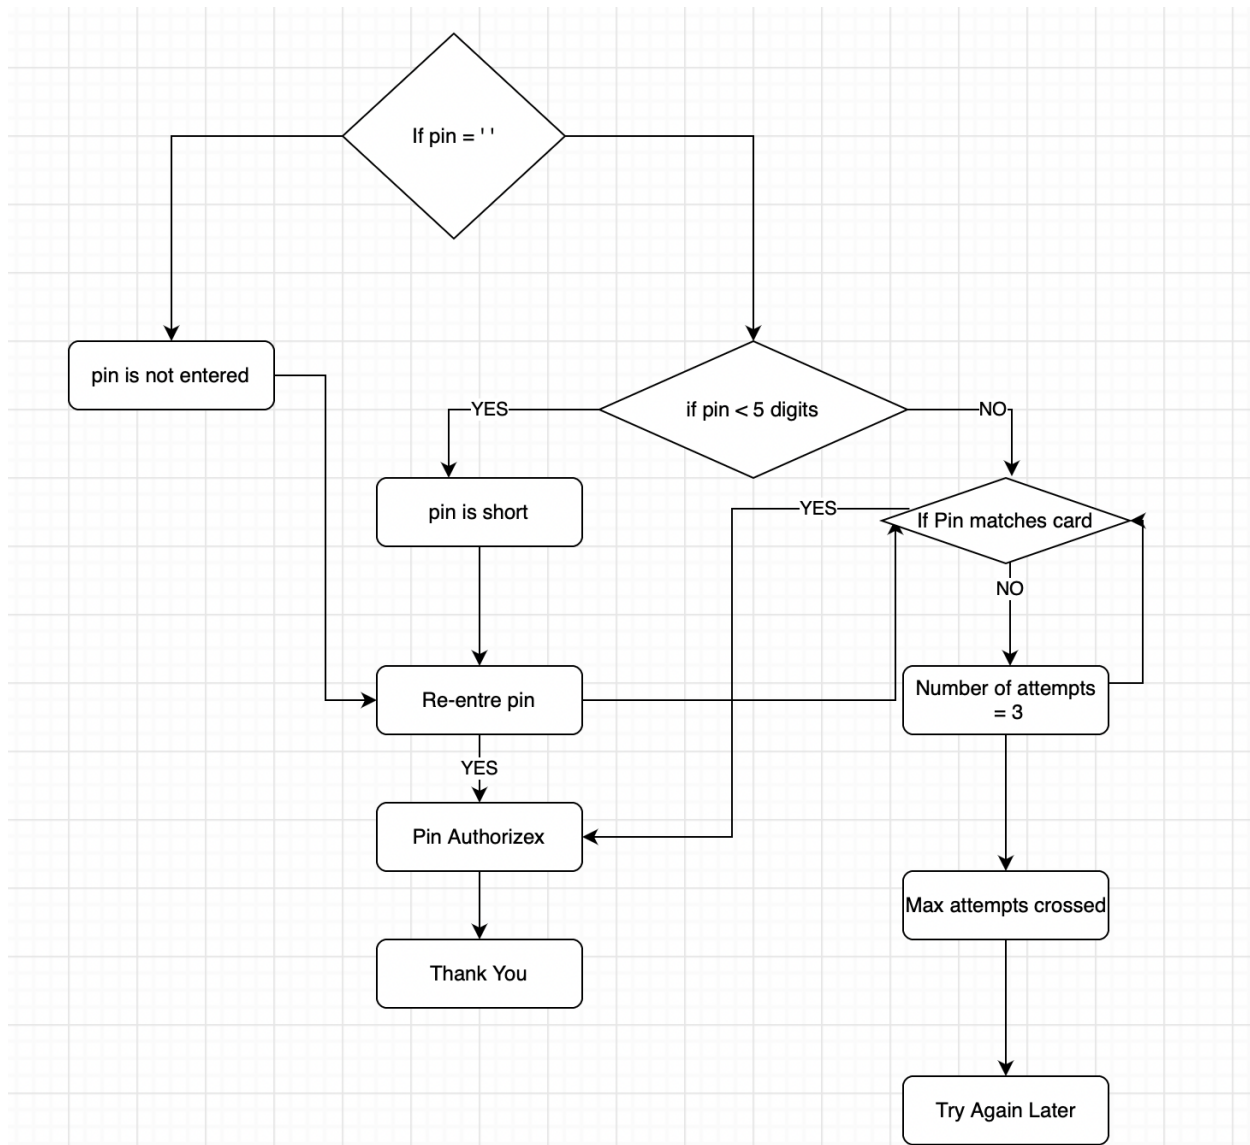 If pin = ' '
pin is not entered
if pin < 5 digits
YES
NO
pin is short
YES
If Pin matches card
NO
Re-entre pin
Number of attempts
= 3
YES
Pin Authorizex
Max attempts crossed
Thank You
Try Again Later